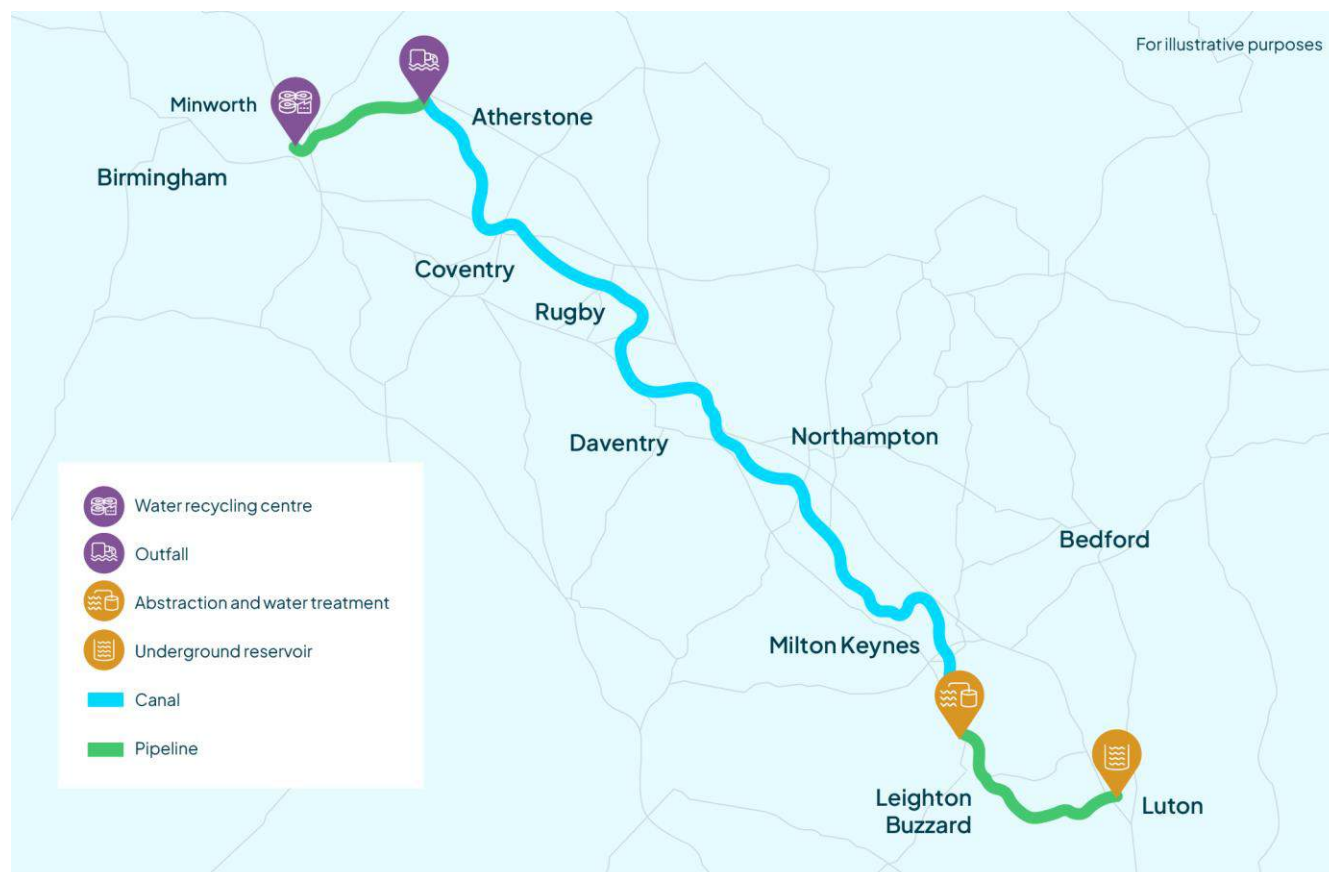 For illustrative purposes
Minworth
Atherstone
Birmingham
Coventry
Rugby
Northampton
Daventry
Bedford
Milton Keynes
Leighton
Buzzard
Luton
Water recycling centre
Outfall
Abstraction and water treatment
Underground reservoir
Canal
Pipeline